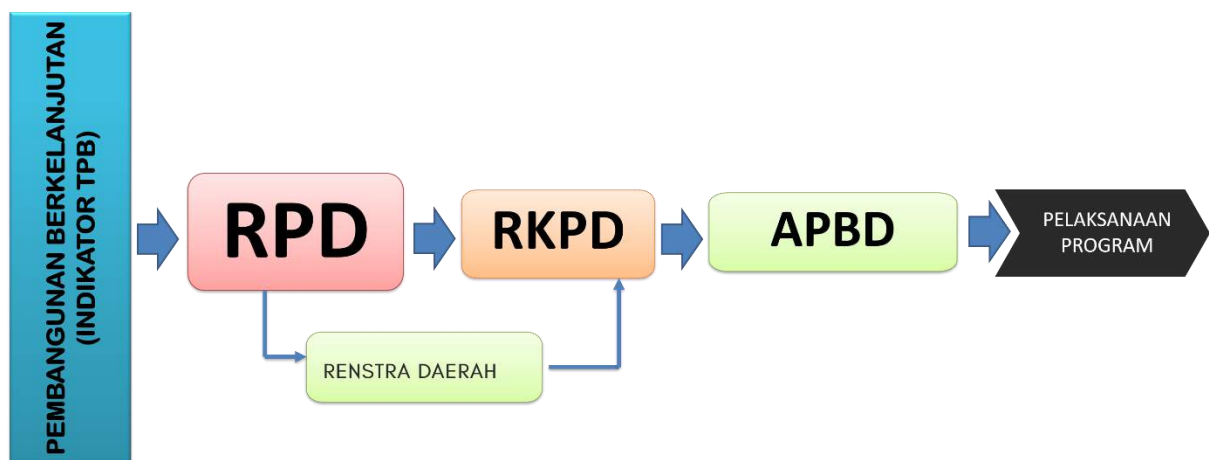 PEMBANGUNAN BERKELANJUTAN
(INDIKATOR TPB)
RPD
RKPD
APBD
PELAKSANAAN
PROGRAM
RENSTRA DAERAH